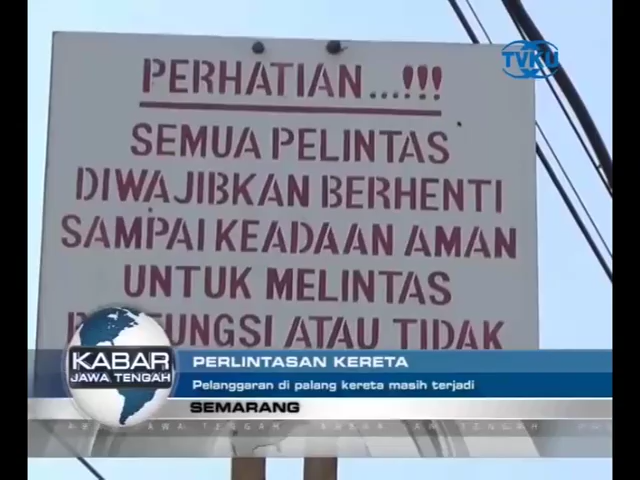 TVKU
PERHATIAN...!!!
SEMUA PELINTAS
DIWAJIBKAN BERHENTI
SAMPAI KEADAAN AMAN
UNTUK MELINTAS
ATAU TIDAK
KABAR
JAWA TENGAH
PERLINTASAN KERETA
Pelanggaran di palang kereta masih terjadi
SEMARANG